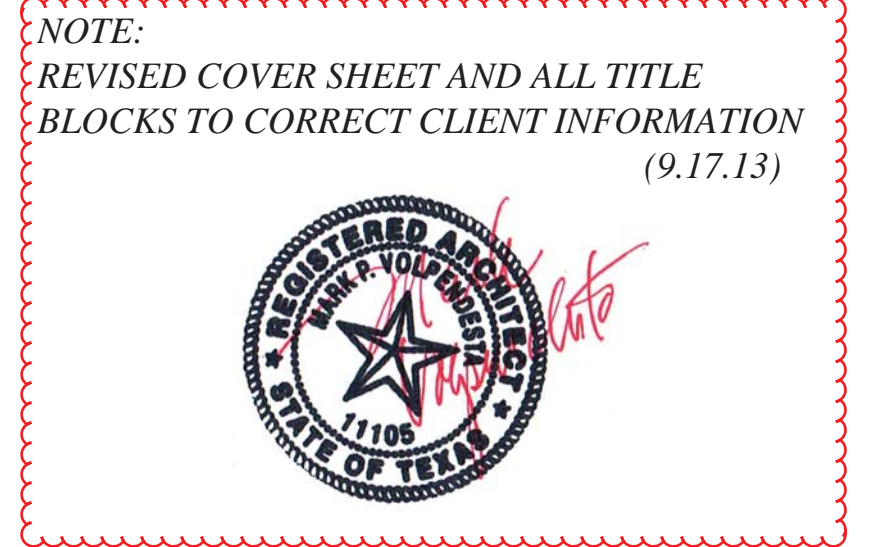 NOTE:
REVISED COVER SHEET AND ALL TITLE
BLOCKS TO CORRECT CLIENT INFORMATION
(9.17.13)
REGISTERED ARCHITECT
MARK P. VOLPENDESTA
11105
STATE OF TEXAS